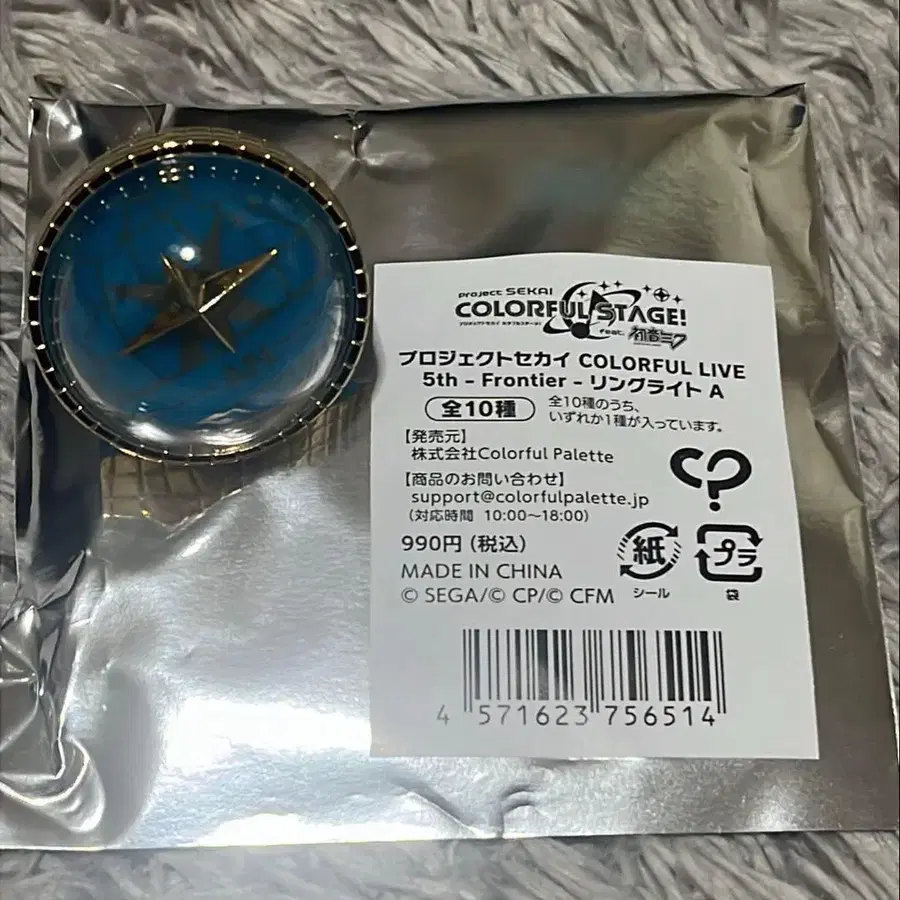 Project SEKAI
COLORFUL STAGE!
プロジェクトセカイ カラフルステージ!
feat. 初音ミク
プロジェクトセカイ COLORFUL LIVE
5th - Frontier - リングライト A
全10種
全10種のうち、
いずれか1種が入っています。
【発売元】
株式会社Colorful Palette
【商品のお問い合わせ】
support@colorfulpalette.jp
(対応時間 10:00～18:00)
990円 (税込)
MADE IN CHINA
© SEGA/© CP/© CFM
紙
シール
プラ
袋
4 571623 756514